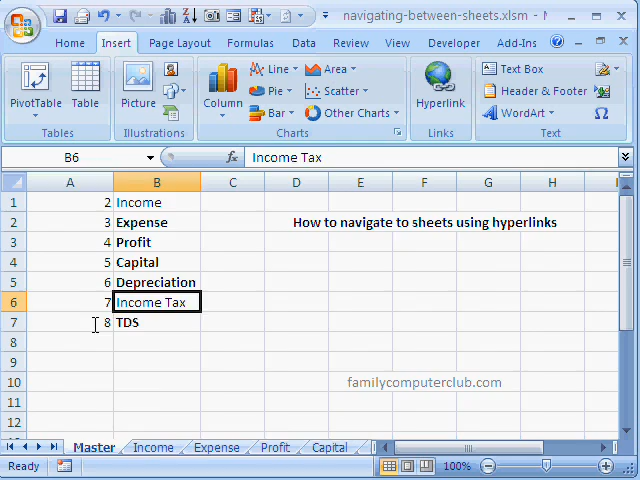 navigating-between-sheets.xlsm - M
Home Insert Page Layout Formulas Data Review View Developer Add-Ins
PivotTable Table Picture Column Line Area Pie Scatter Bar Other Charts Hyperlink Text Box Header & Footer WordArt
Tables Illustrations Charts Links Text
B6 fx Income Tax
A B C D E F G H
1 2 Income
2 3 Expense How to navigate to sheets using hyperlinks
3 4 Profit
4 5 Capital
5 6 Depreciation
6 7 Income Tax
7 8 TDS
8
9
10 familycomputerclub.com
11
12
Master Income Expense Profit Capital
Ready 100%